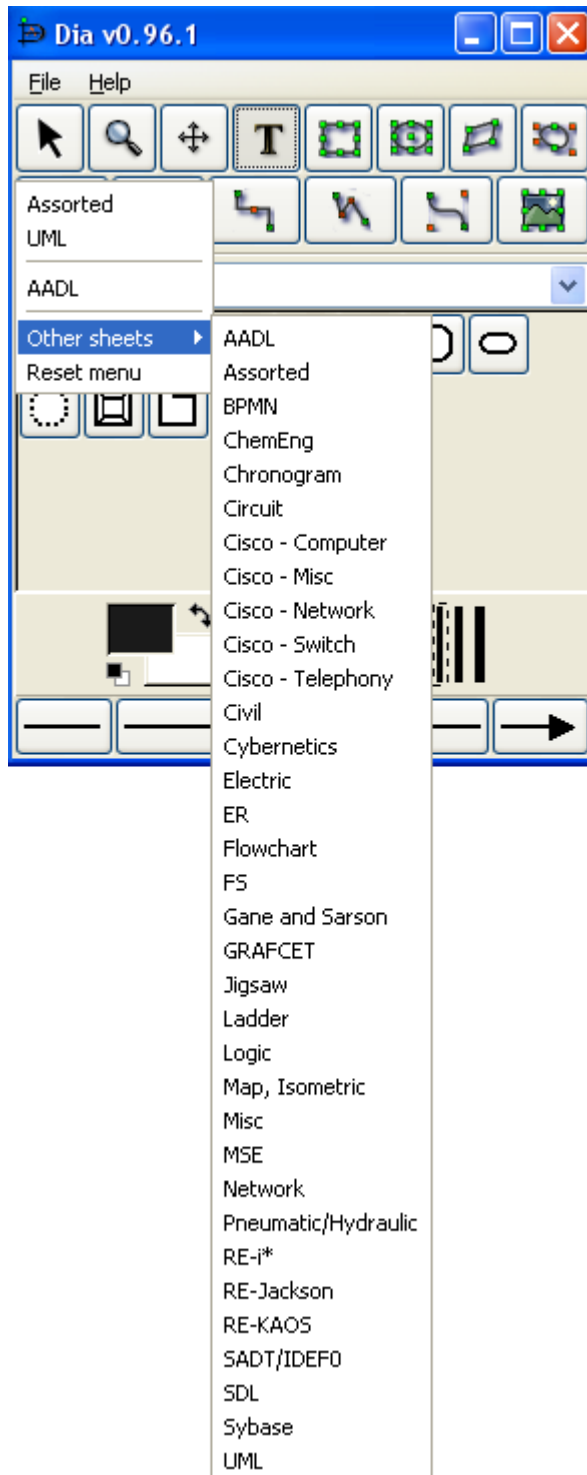 Dia v0.96.1
File Help
T
Assorted
UML
AADL
Other sheets
Reset menu
AADL
Assorted
BPMN
ChemEng
Chronogram
Circuit
Cisco - Computer
Cisco - Misc
Cisco - Network
Cisco - Switch
Cisco - Telephony
Civil
Cybernetics
Electric
ER
Flowchart
FS
Gane and Sarson
GRAFCET
Jigsaw
Ladder
Logic
Map, Isometric
Misc
MSE
Network
Pneumatic/Hydraulic
RE-i*
RE-Jackson
RE-KAOS
SADT/IDEF0
SDL
Sybase
UML